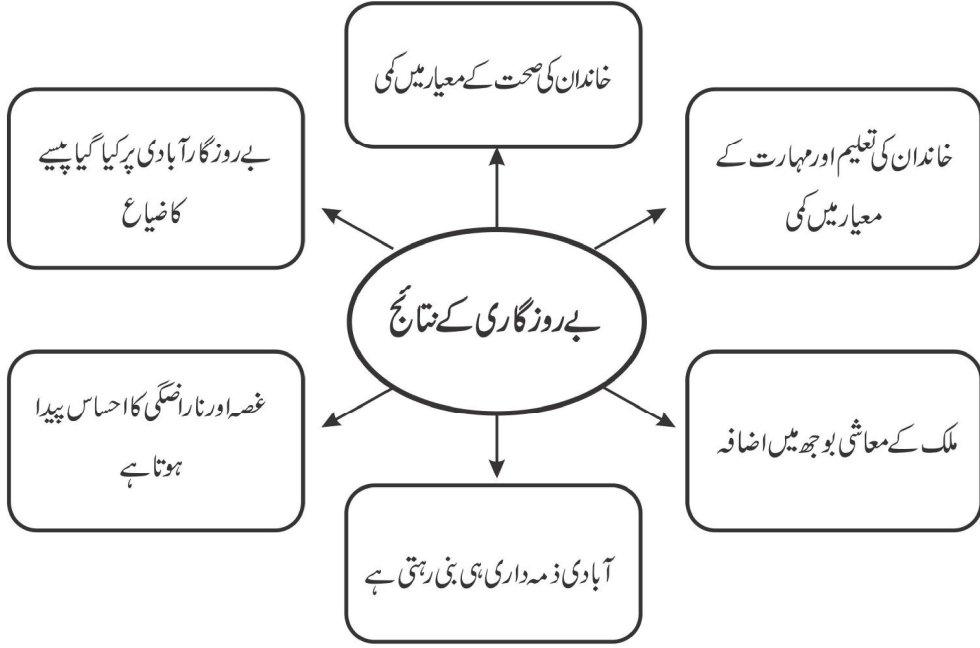 خاندان کی صحت کے معیار میں کمی
خاندان کی تعلیم اور مہارت کے
معیار میں کمی
بے روزگار آبادی پر کیا گیا پیسے
کا ضیاع
بے روزگاری کے نتائج
ملک کے معاشی بوجھ میں اضافہ
غصہ اور ناراضگی کا احساس پیدا
ہوتا ہے
آبادی ذمہ داری ہی بنی رہتی ہے